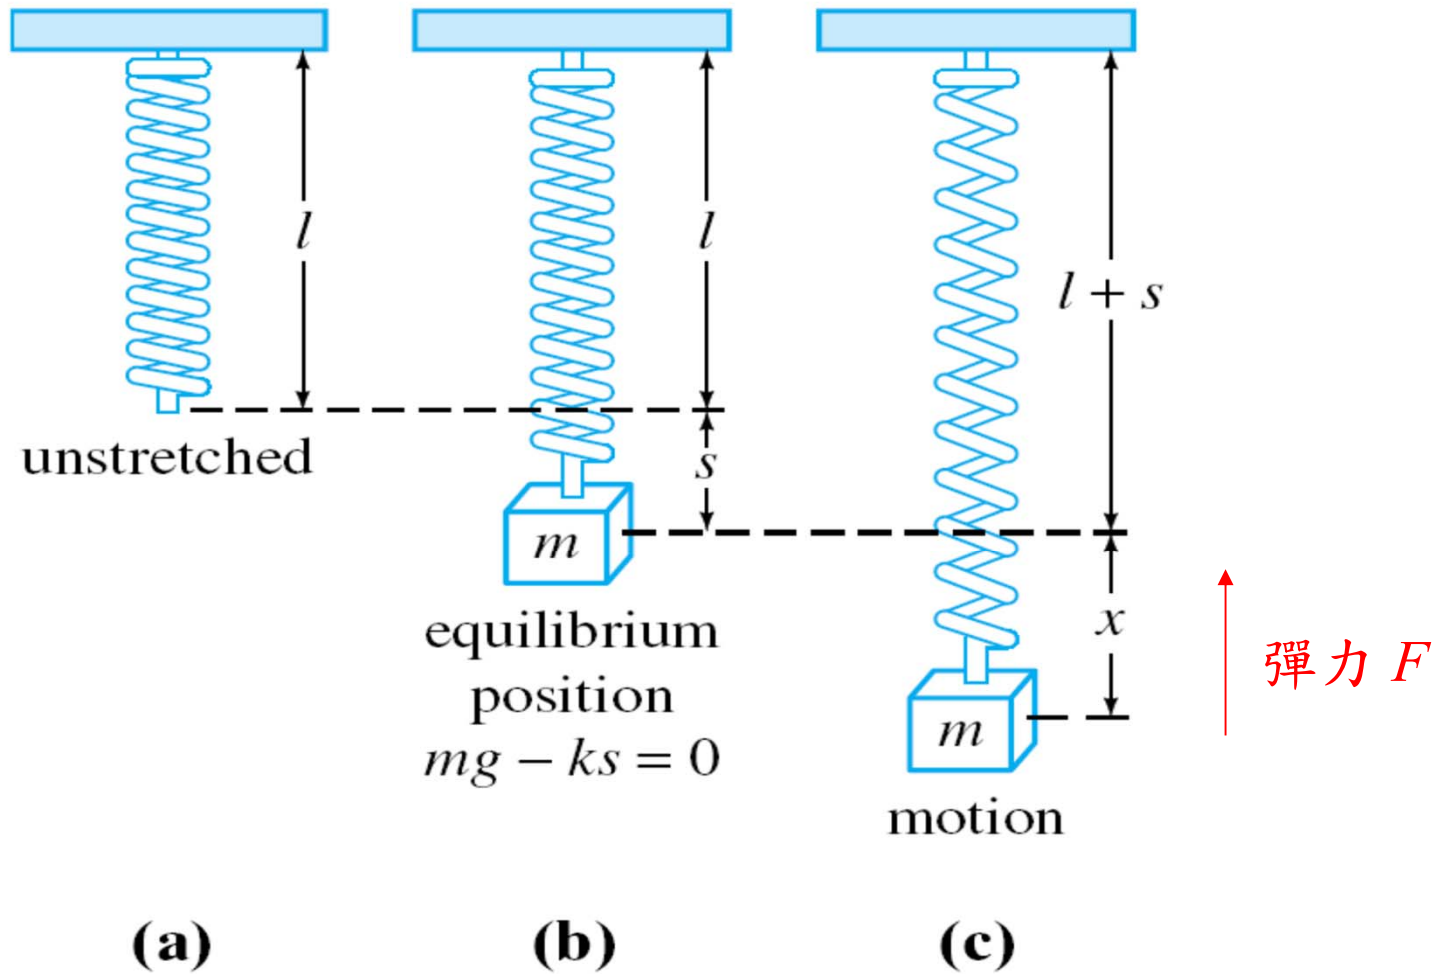 l
unstretched
(a)
l
s
m
equilibrium
position
mg − ks = 0
(b)
l + s
x
m
motion
(c)
彈力 F